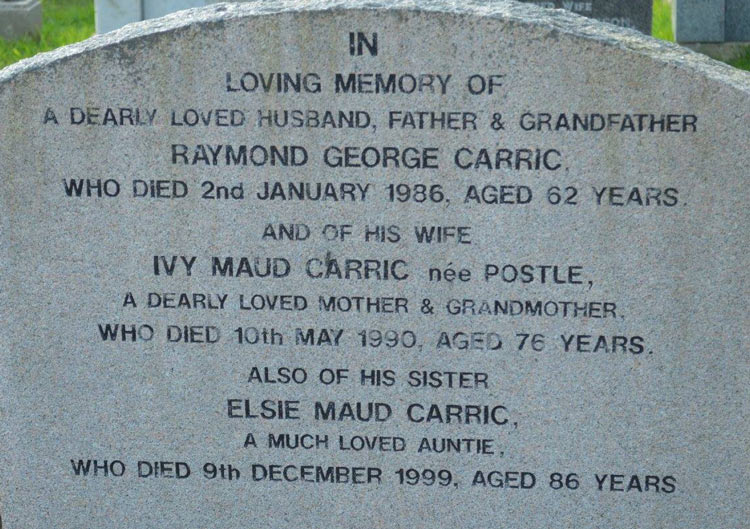 IN
LOVING MEMORY OF
A DEARLY LOVED HUSBAND, FATHER & GRANDFATHER
RAYMOND GEORGE CARRIC,
WHO DIED 2nd JANUARY 1986, AGED 62 YEARS.
AND OF HIS WIFE
IVY MAUD CARRIC née POSTLE,
A DEARLY LOVED MOTHER & GRANDMOTHER,
WHO DIED 10th MAY 1990, AGED 76 YEARS.
ALSO OF HIS SISTER
ELSIE MAUD CARRIC,
A MUCH LOVED AUNTIE,
WHO DIED 9th DECEMBER 1999, AGED 86 YEARS
WIFE